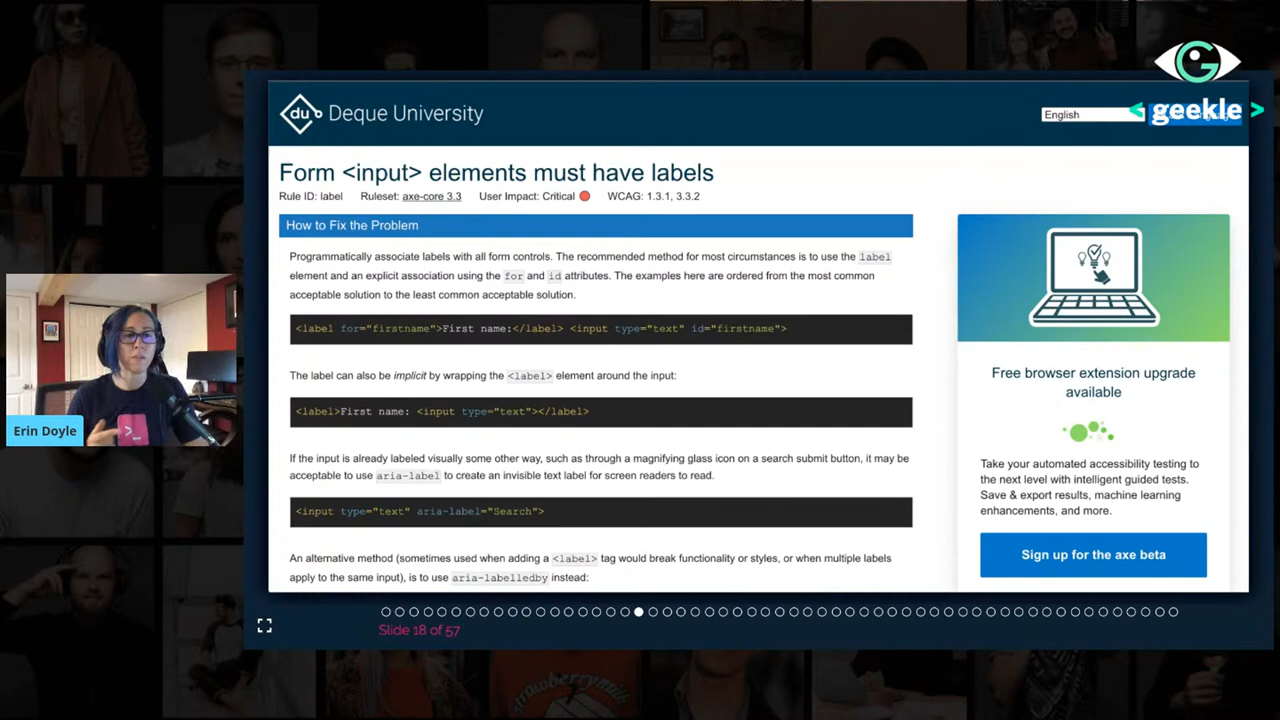 geekle
du Deque University
English
Form <input> elements must have labels
Rule ID: label Ruleset: axe-core 3.3 User Impact: Critical WCAG: 1.3.1, 3.3.2
How to Fix the Problem
Programmatically associate labels with all form controls. The recommended method for most circumstances is to use the label
element and an explicit association using the for and id attributes. The examples here are ordered from the most common
acceptable solution to the least common acceptable solution.
<label for="firstname">First name:</label> <input type="text" id="firstname">
The label can also be implicit by wrapping the <label> element around the input:
<label>First name: <input type="text"></label>
If the input is already labeled visually some other way, such as through a magnifying glass icon on a search submit button, it may be
acceptable to use aria-label to create an invisible text label for screen readers to read.
<input type="text" aria-label="Search">
An alternative method (sometimes used when adding a <label> tag would break functionality or styles, or when multiple labels
apply to the same input), is to use aria-labelledby instead:
Free browser extension upgrade
available
Take your automated accessibility testing to
the next level with intelligent guided tests.
Save & export results, machine learning
enhancements, and more.
Sign up for the axe beta
Erin Doyle
Slide 18 of 57